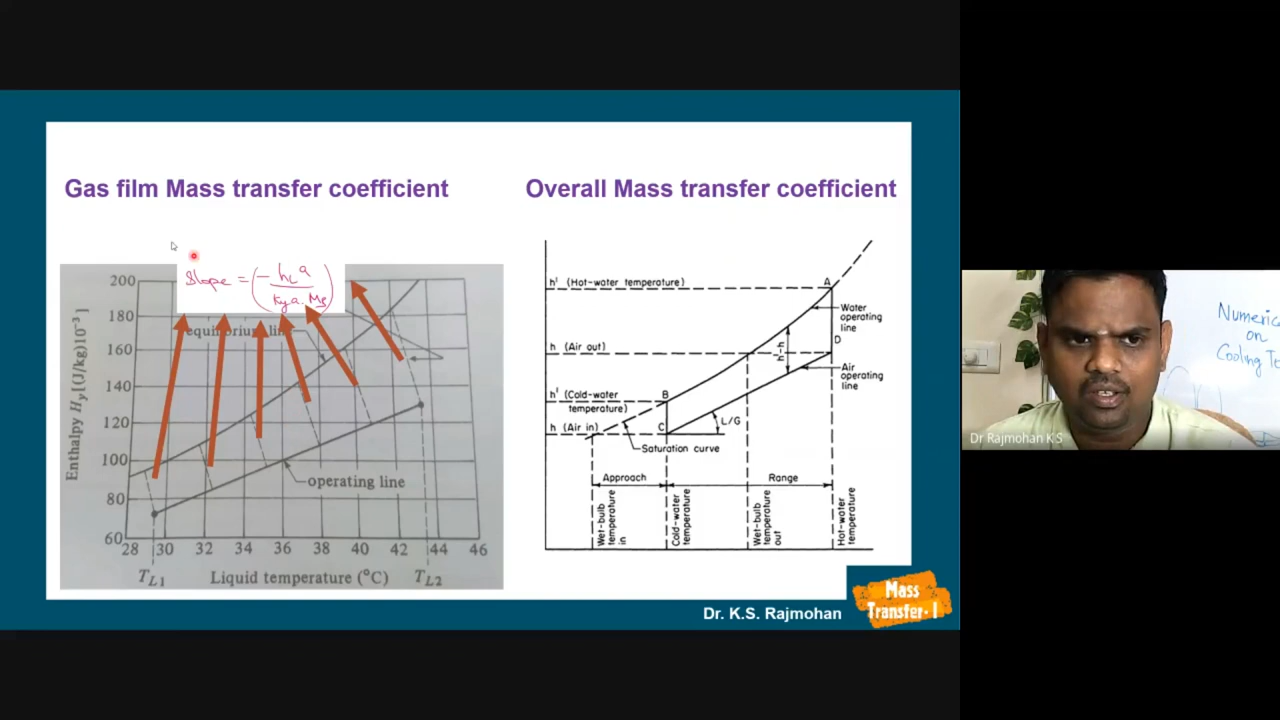 Gas film Mass transfer coefficient
Overall Mass transfer coefficient
Slope = (- hL a / kya. MB)
200
180
160
140
120
100
80
60
28 30 32 34 36 38 40 42 44 46
Enthalpy Hy [(J/kg)10⁻³]
equilibrium line
operating line
TL1 Liquid temperature (°C) TL2
h' (Hot-water temperature)
A
Water
operating
line
h (Air out)
D
h'-h
Air
operating
line
h' (Cold-water
temperature)
B
h (Air in)
C
L/G
Saturation curve
Approach
Range
Wet-bulb
temperature
in
Cold-water
temperature
Wet-bulb
temperature
out
Hot-water
temperature
Dr. K.S. Rajmohan
Mass
Transfer - I
Numerica
on
Cooling To
Dr Rajmohan K S